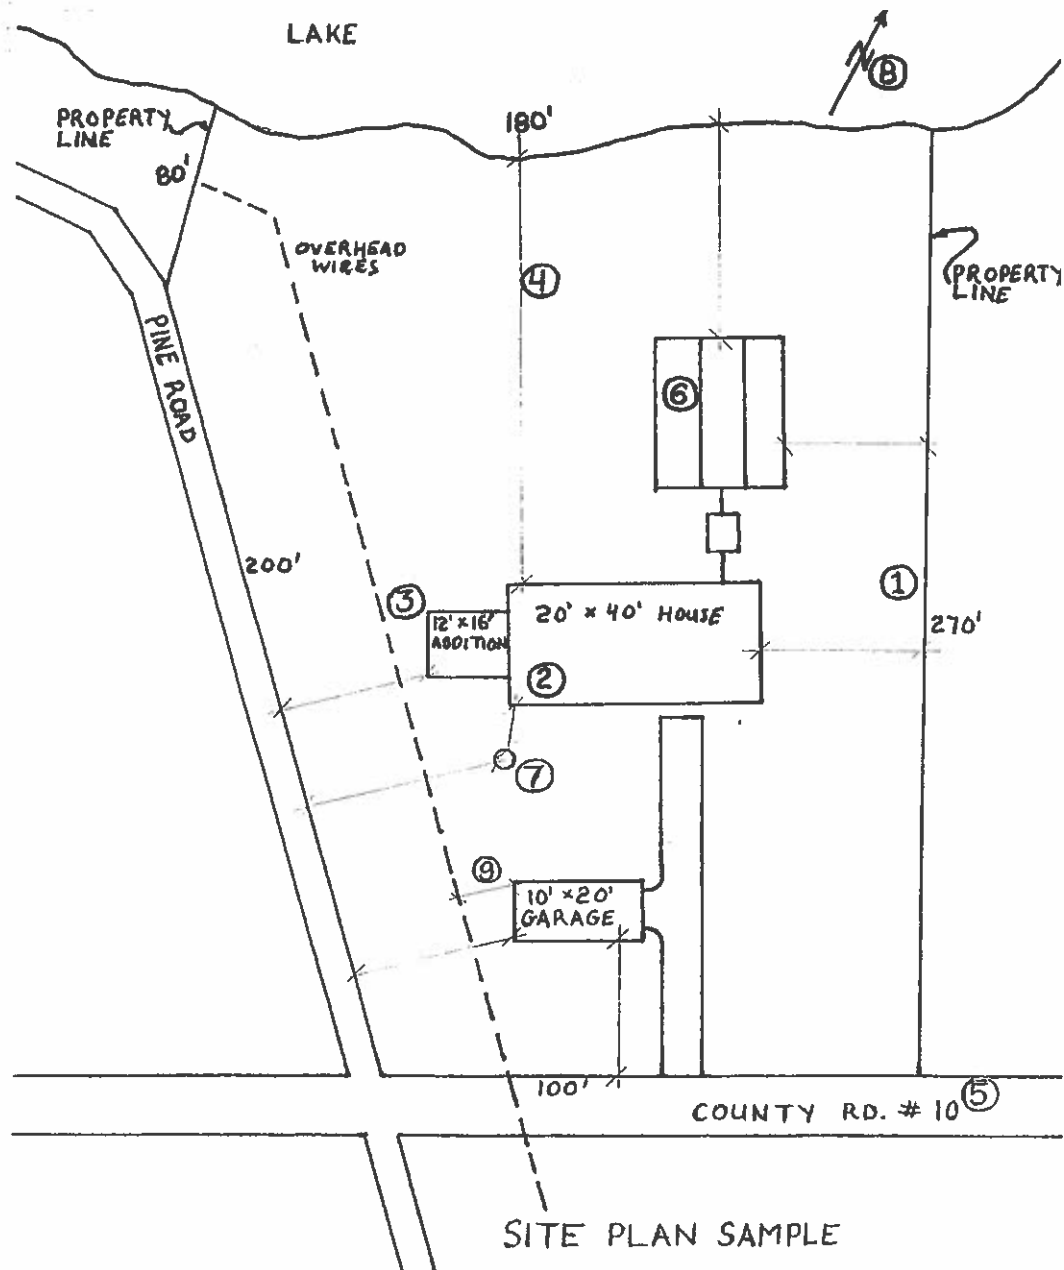 LAKE
N
8
PROPERTY
LINE
180'
80'
OVERHEAD
WIRES
4
PROPERTY
LINE
PINE ROAD
6
200'
3
1
12' x 16'
ADDITION
20' x 40' HOUSE
270'
2
7
9
10' x 20'
GARAGE
100'
COUNTY RD. # 10
5
SITE PLAN SAMPLE